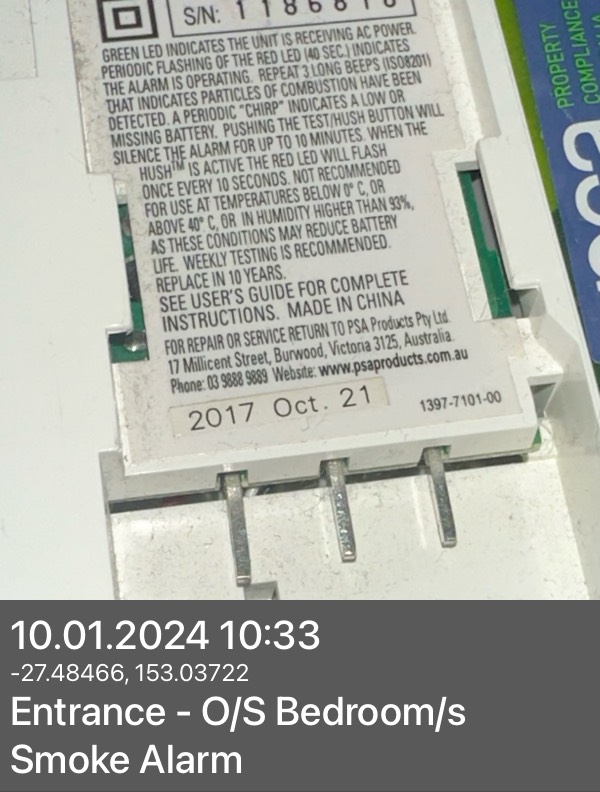 S/N: 1186816
GREEN LED INDICATES THE UNIT IS RECEIVING AC POWER.
PERIODIC FLASHING OF THE RED LED (40 SEC.) INDICATES
THE ALARM IS OPERATING. REPEAT 3 LONG BEEPS (ISO8201)
THAT INDICATES PARTICLES OF COMBUSTION HAVE BEEN
DETECTED. A PERIODIC "CHIRP" INDICATES A LOW OR
MISSING BATTERY. PUSHING THE TEST/HUSH BUTTON WILL
SILENCE THE ALARM FOR UP TO 10 MINUTES. WHEN THE
HUSH™ IS ACTIVE THE RED LED WILL FLASH
ONCE EVERY 10 SECONDS. NOT RECOMMENDED
FOR USE AT TEMPERATURES BELOW 0° C, OR
ABOVE 40° C, OR IN HUMIDITY HIGHER THAN 93%,
AS THESE CONDITIONS MAY REDUCE BATTERY
LIFE. WEEKLY TESTING IS RECOMMENDED.
REPLACE IN 10 YEARS.
SEE USER'S GUIDE FOR COMPLETE
INSTRUCTIONS. MADE IN CHINA
FOR REPAIR OR SERVICE RETURN TO PSA Products Pty Ltd.
17 Millicent Street, Burwood, Victoria 3125, Australia.
Phone: 03 9888 9889 Website: www.psaproducts.com.au
2017 Oct. 21
1397-7101-00
PROPERTY
COMPLIANCE
10.01.2024 10:33
-27.48466, 153.03722
Entrance - O/S Bedroom/s
Smoke Alarm